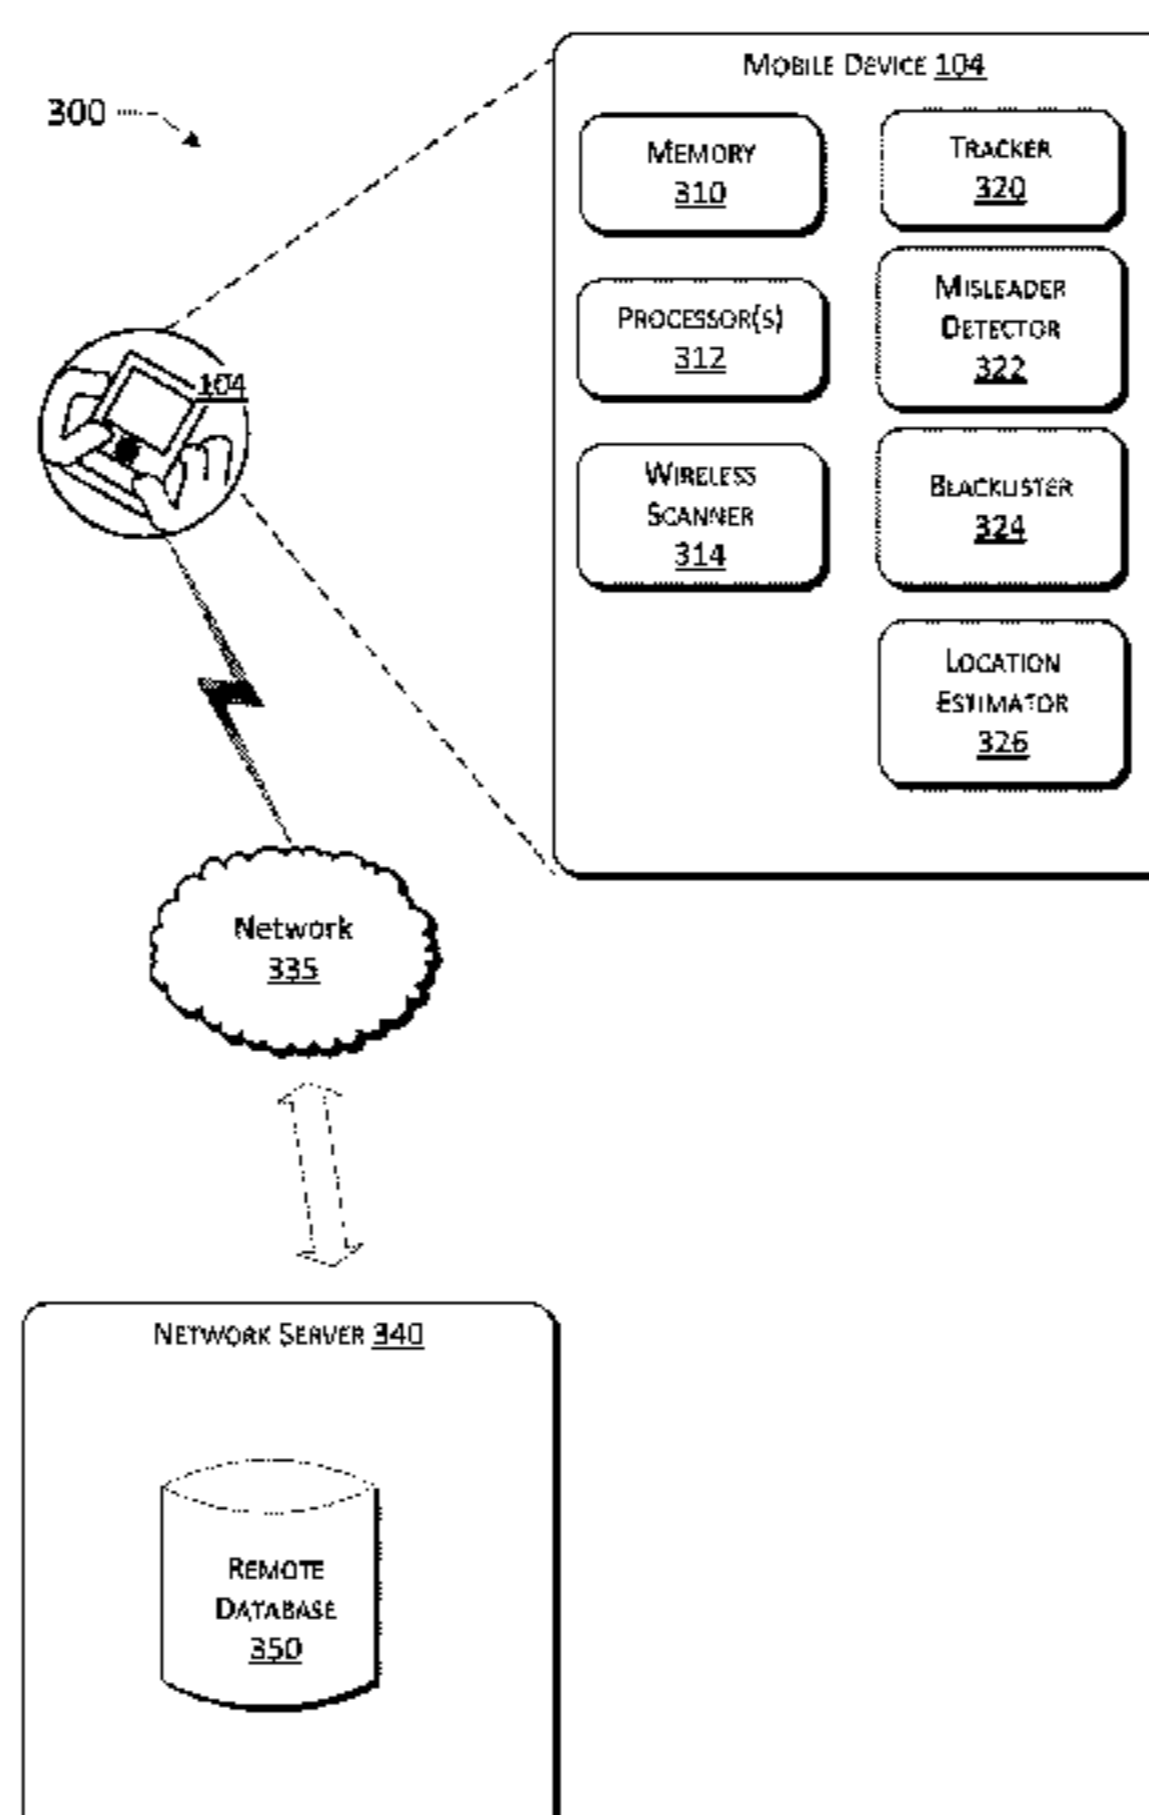 300
MOBILE DEVICE 104
MEMORY
310
TRACKER
320
PROCESSOR(S)
312
MISLEADER
DETECTOR
322
WIRELESS
SCANNER
314
BLACKLISTER
324
LOCATION
ESTIMATOR
326
104
Network
335
NETWORK SERVER 340
REMOTE
DATABASE
350